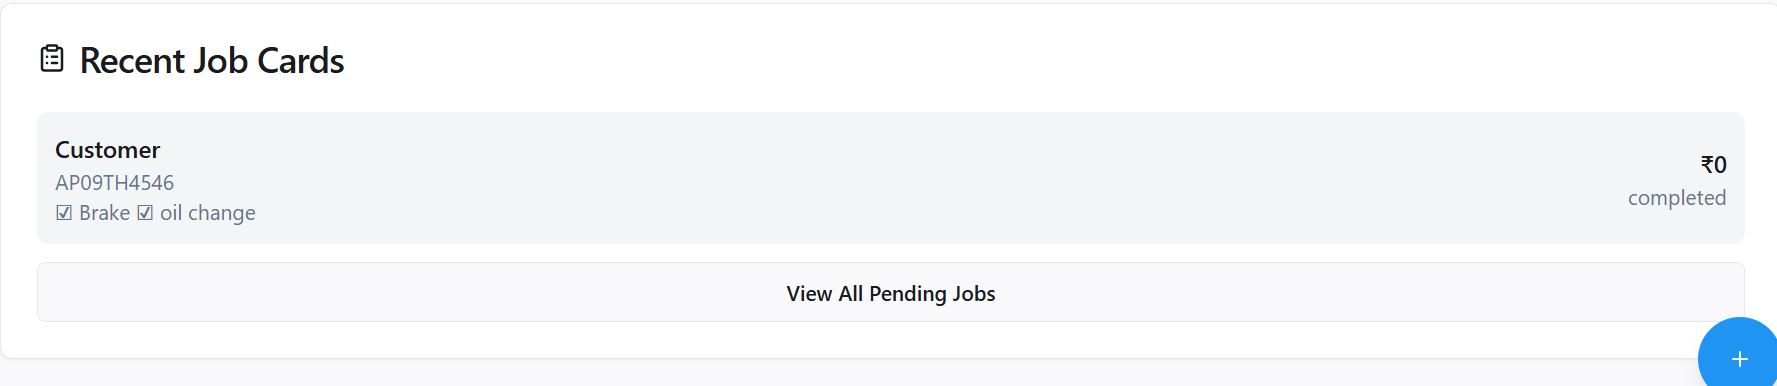 Recent Job Cards
Customer
₹0
AP09TH4546
completed
☑ Brake ☑ oil change
View All Pending Jobs
+